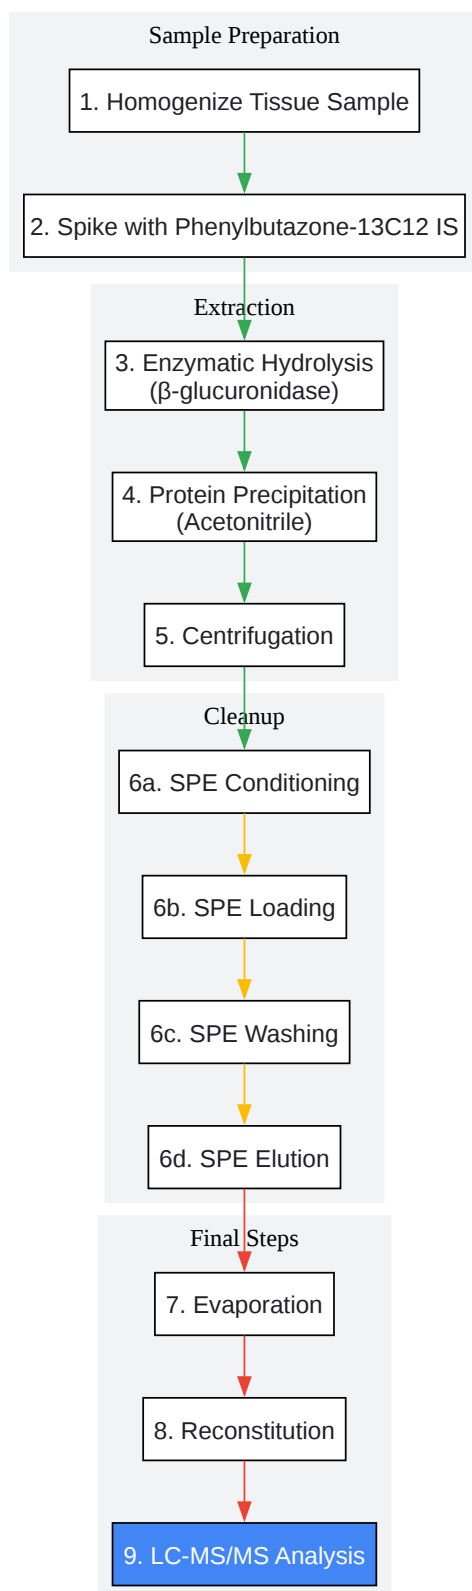 Sample Preparation
1. Homogenize Tissue Sample
2. Spike with Phenylbutazone-13C12 IS
Extraction
3. Enzymatic Hydrolysis
(β-glucuronidase)
4. Protein Precipitation
(Acetonitrile)
5. Centrifugation
Cleanup
6a. SPE Conditioning
6b. SPE Loading
6c. SPE Washing
6d. SPE Elution
Final Steps
7. Evaporation
8. Reconstitution
9. LC-MS/MS Analysis